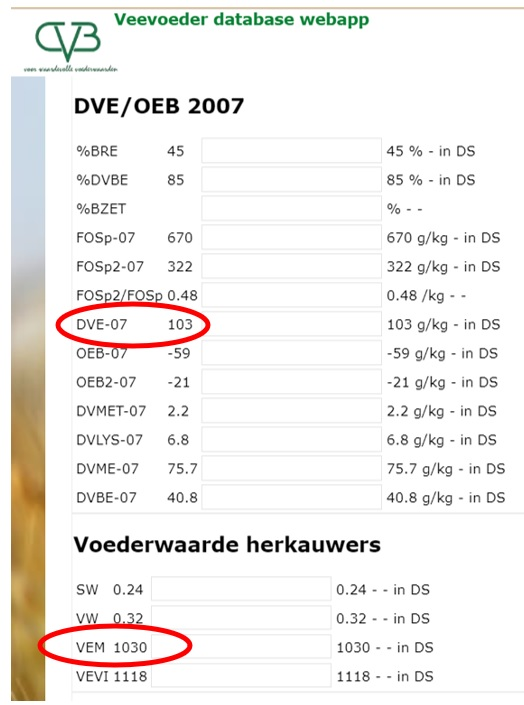 Veevoeder database webapp
CVB
voor waardevolle voederwaarden
DVE/OEB 2007
%BRE 45 45 % - in DS
%DVBE 85 85 % - in DS
%BZET % - -
FOSp-07 670 670 g/kg - in DS
FOSp2-07 322 322 g/kg - in DS
FOSp2/FOSp 0.48 0.48 /kg - -
DVE-07 103 103 g/kg - in DS
OEB-07 -59 -59 g/kg - in DS
OEB2-07 -21 -21 g/kg - in DS
DVMET-07 2.2 2.2 g/kg - in DS
DVLYS-07 6.8 6.8 g/kg - in DS
DVME-07 75.7 75.7 g/kg - in DS
DVBE-07 40.8 40.8 g/kg - in DS
Voederwaarde herkauwers
SW 0.24 0.24 - - in DS
VW 0.32 0.32 - - in DS
VEM 1030 1030 - - in DS
VEVI 1118 1118 - - in DS